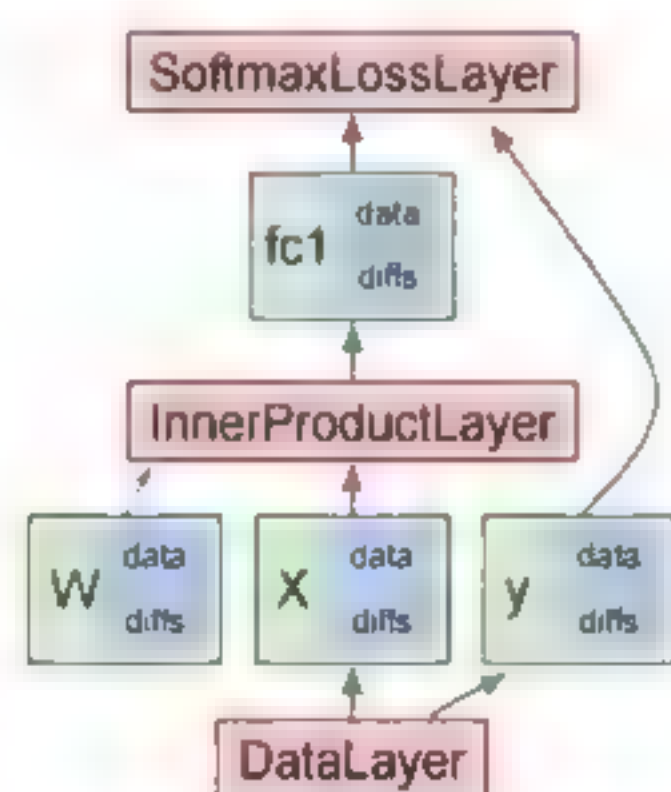 SoftmaxLossLayer
fc1
data
diffs
InnerProductLayer
W
data
diffs
X
data
diffs
y
data
diffs
DataLayer